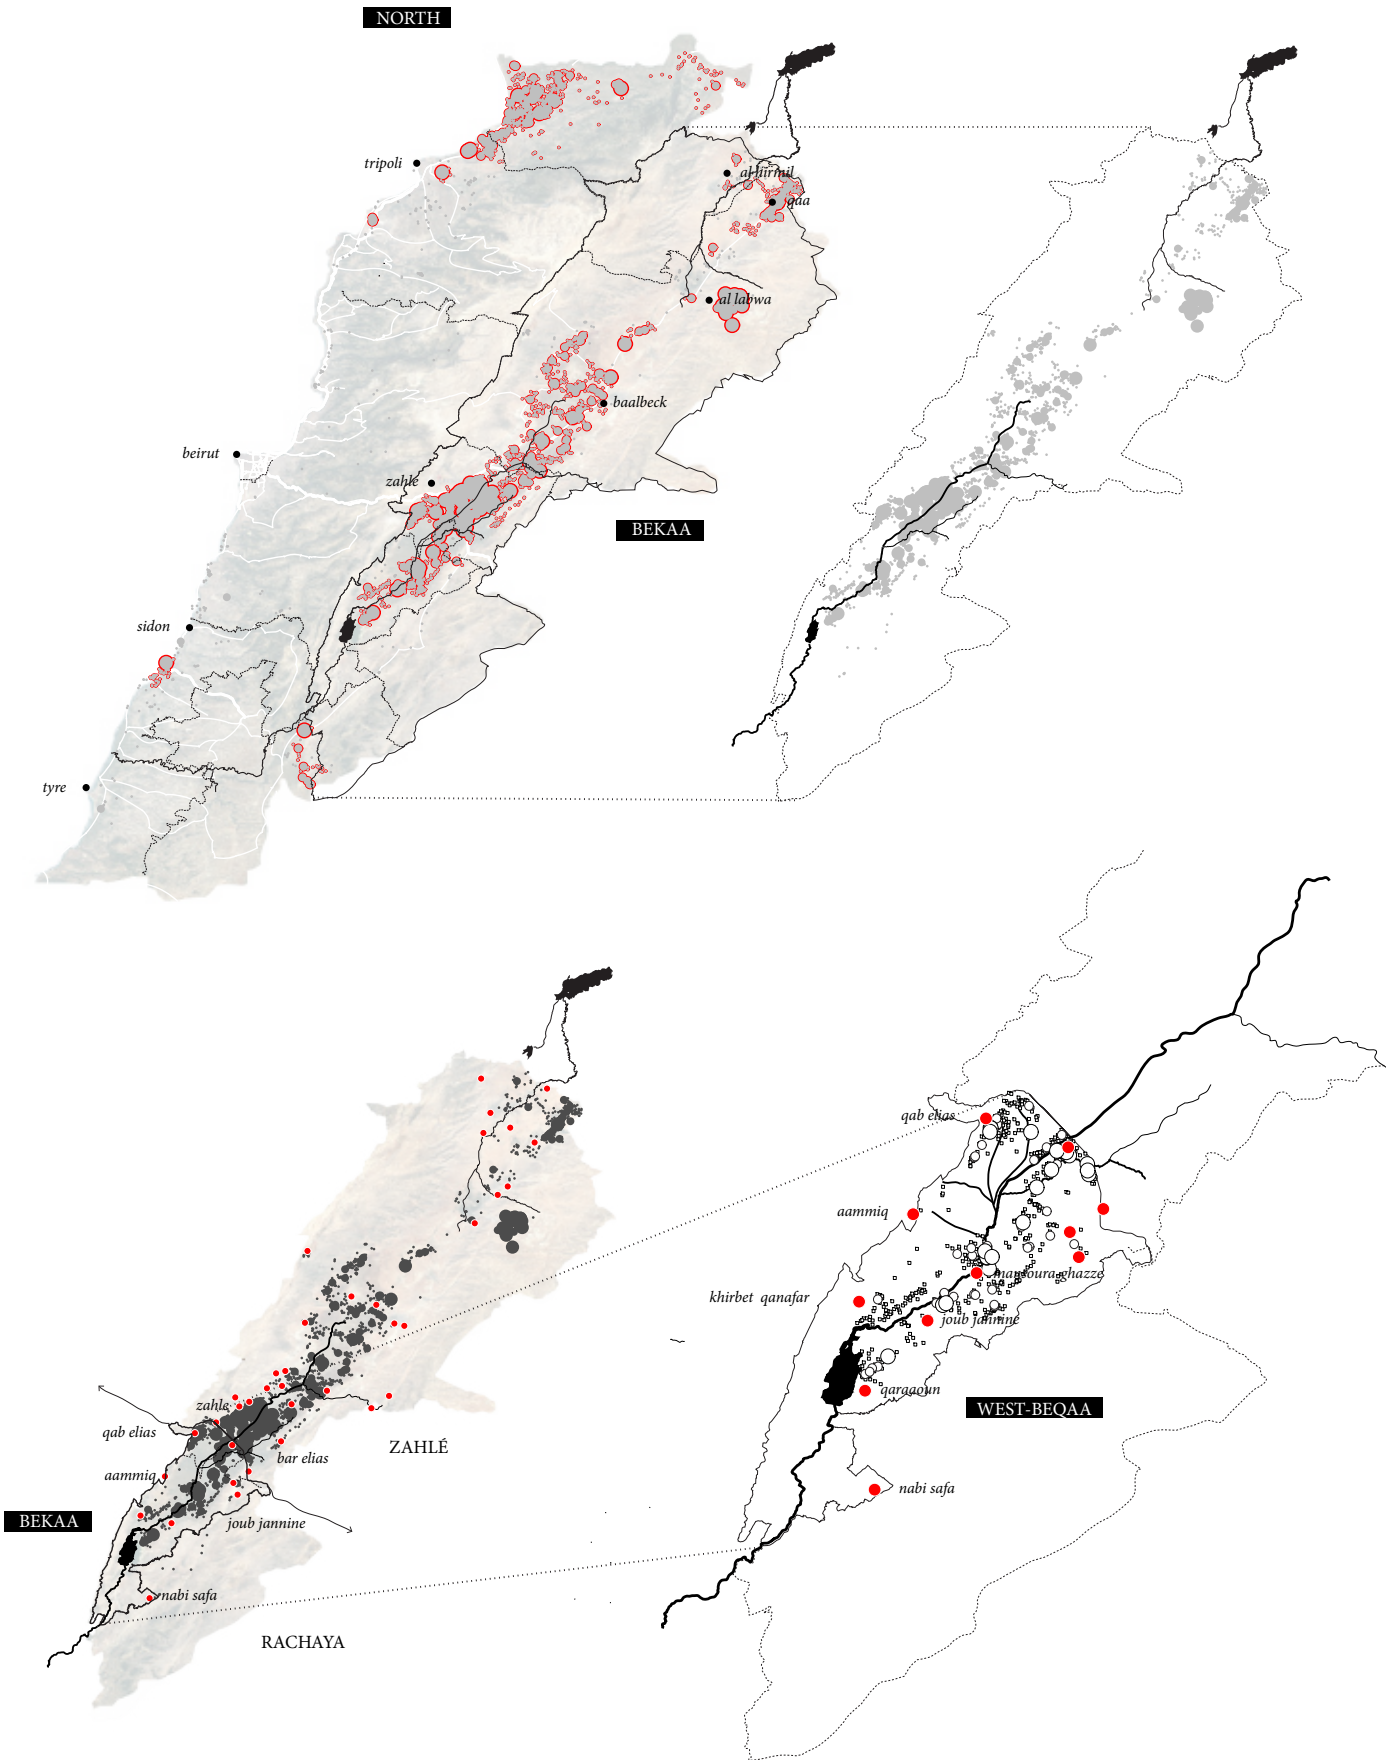 NORTH
tripoli
al-hirmil
qaa
al labwa
baalbeck
beirut
zahle
BEKAA
sidon
tyre
qab elias
aammiq
mansoura-ghazze
khirbet qanafar
joub jannine
qaraaoun
WEST-BEQAA
nabi safa
zahle
qab elias
ZAHLÉ
bar elias
aammiq
BEKAA
joub jannine
nabi safa
RACHAYA